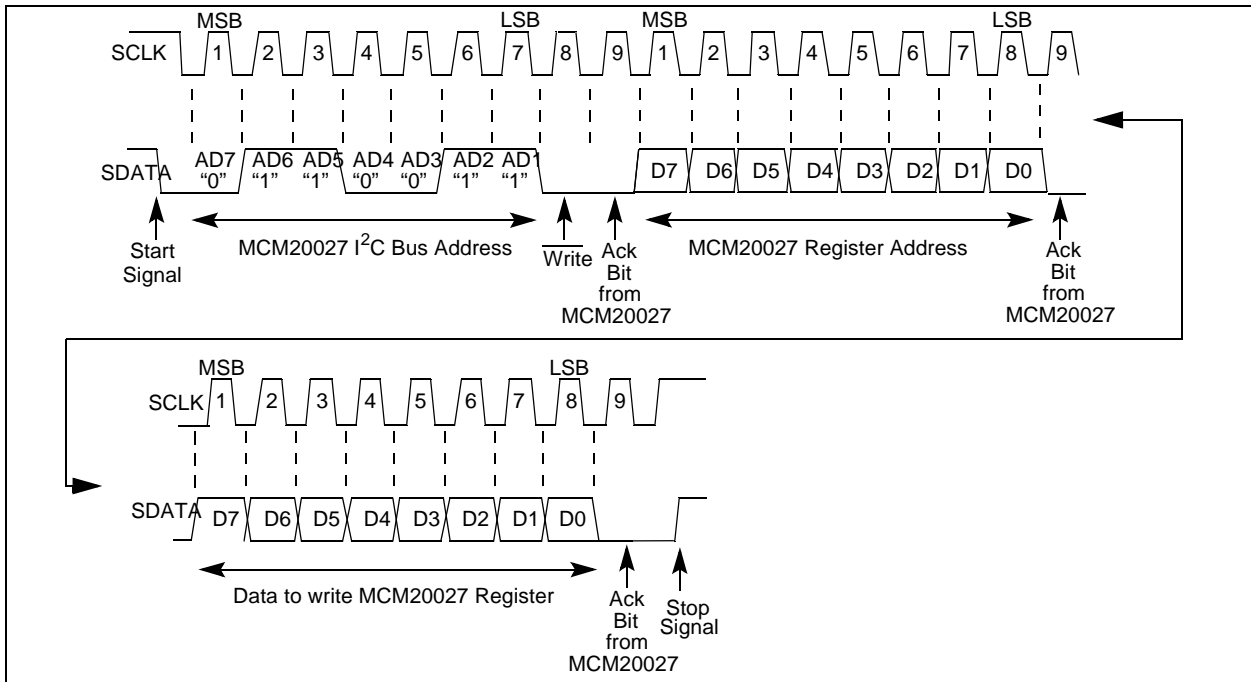 MSB LSB MSB LSB
SCLK 1 2 3 4 5 6 7 8 9 1 2 3 4 5 6 7 8 9
AD7 AD6 AD5 AD4 AD3 AD2 AD1
SDATA "0" "1" "1" "0" "0" "1" "1" D7 D6 D5 D4 D3 D2 D1 D0
Start Signal
MCM20027 I²C Bus Address
Write
Ack Bit from MCM20027
MCM20027 Register Address
Ack Bit from MCM20027
MSB LSB
SCLK 1 2 3 4 5 6 7 8 9
SDATA D7 D6 D5 D4 D3 D2 D1 D0
Data to write MCM20027 Register
Ack Bit from MCM20027
Stop Signal